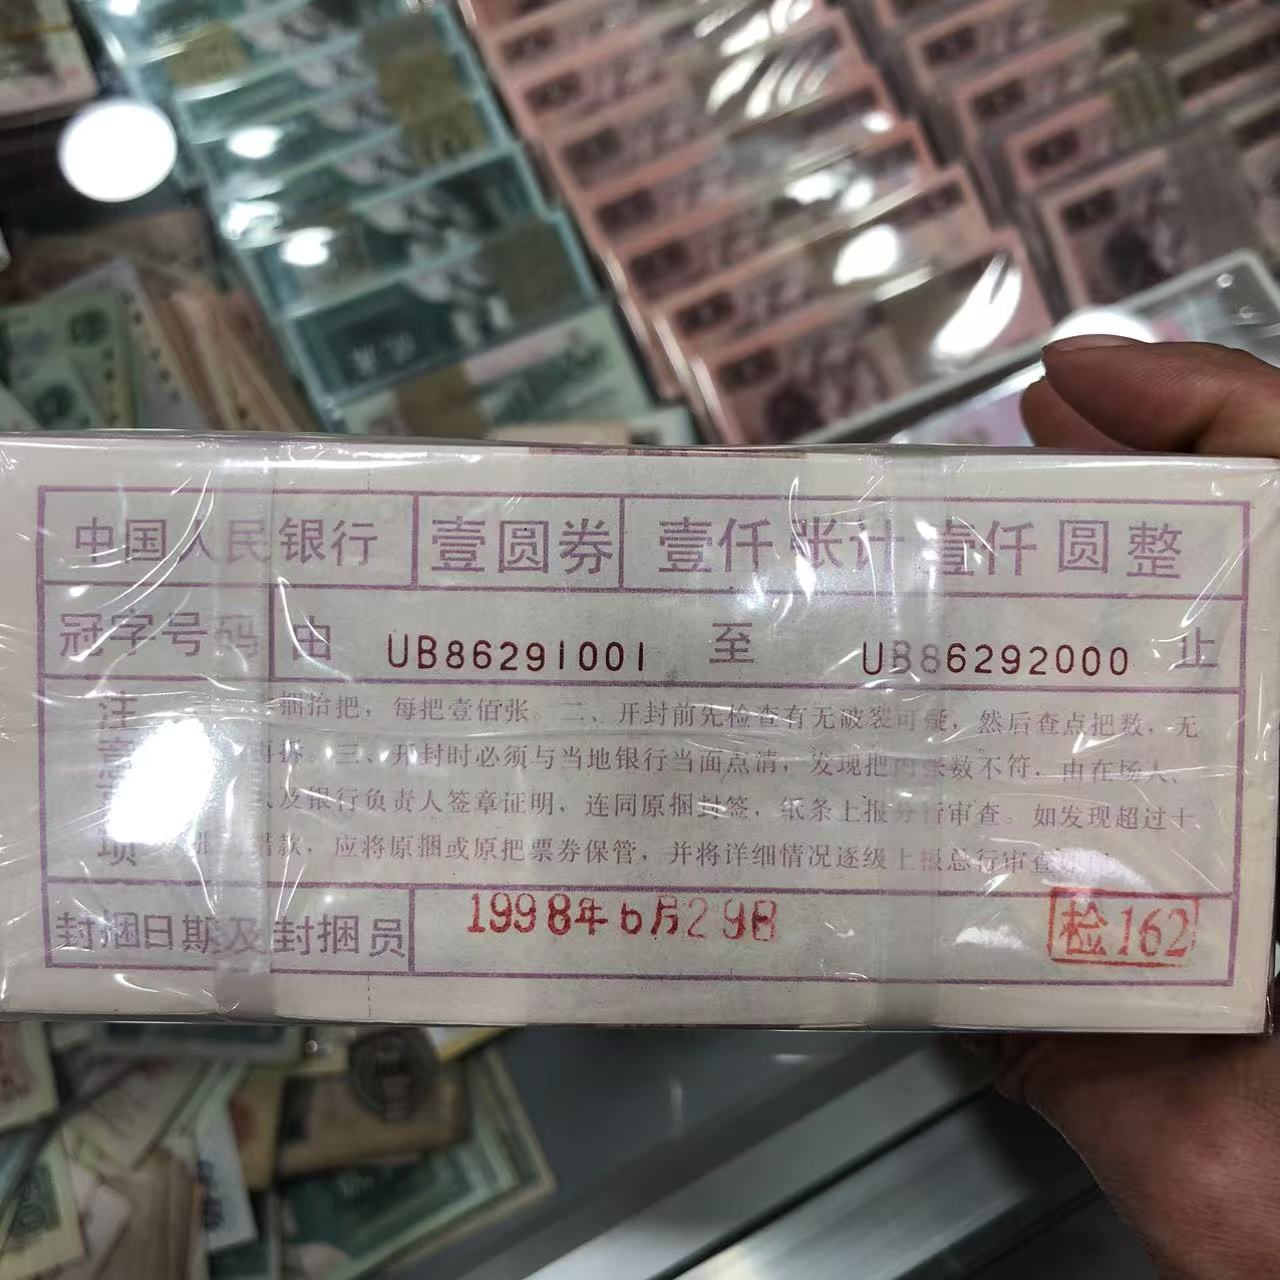 中国人民银行 壹圆券 壹仟张计壹仟圆整
冠字号码 由 UB86291001 至 UB86292000 止
注意事项
捆拾把，每把壹佰张。二、开封前先检查有无破裂可疑，然后查点把数，无
再拆。三、开封时必须与当地银行当面点清，发现把内张数不符，由在场人、
及银行负责人签章证明，连同原捆封签，纸条上报分行审查。如发现超过十
错款，应将原捆或原把票券保管，并将详细情况逐级上报总行审查
封捆日期及封捆员 1998年6月29日 检162